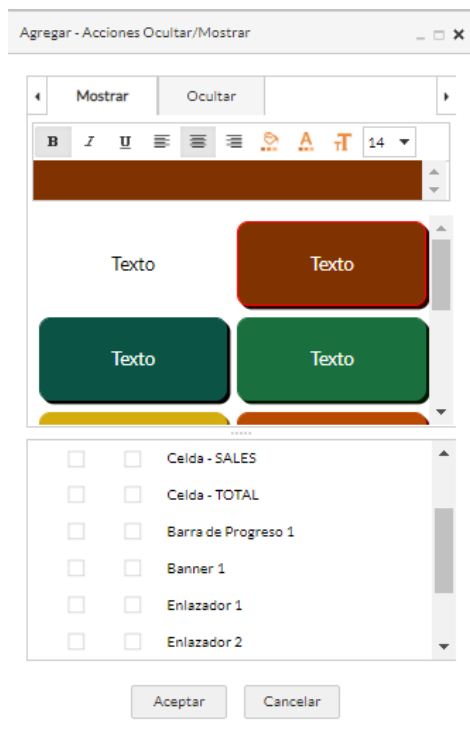 Agregar - Acciones Ocultar/Mostrar
Mostrar Ocultar
B I U A T T 14
Texto Texto
Texto Texto
Celda - SALES
Celda - TOTAL
Barra de Progreso 1
Banner 1
Enlazador 1
Enlazador 2
Aceptar Cancelar